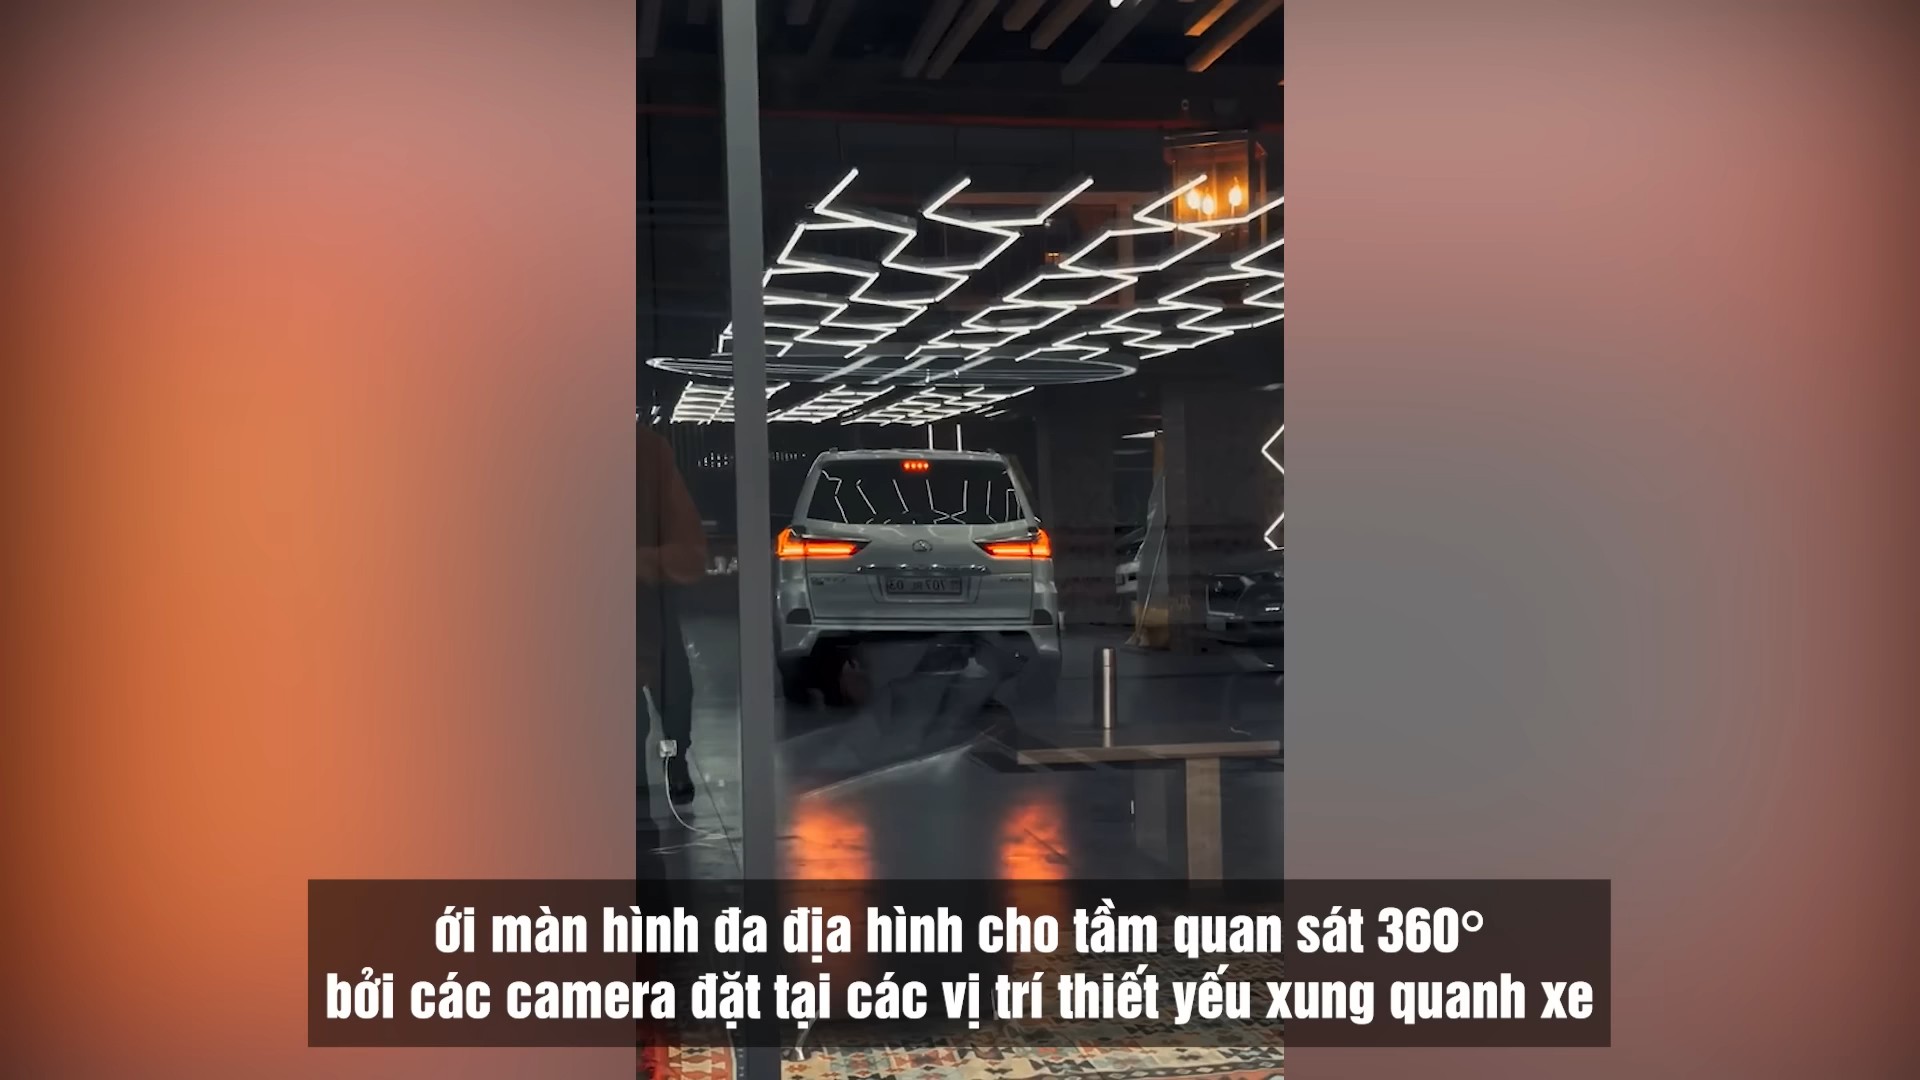 ới màn hình đa địa hình cho tầm quan sát 360°
bởi các camera đặt tại các vị trí thiết yếu xung quanh xe